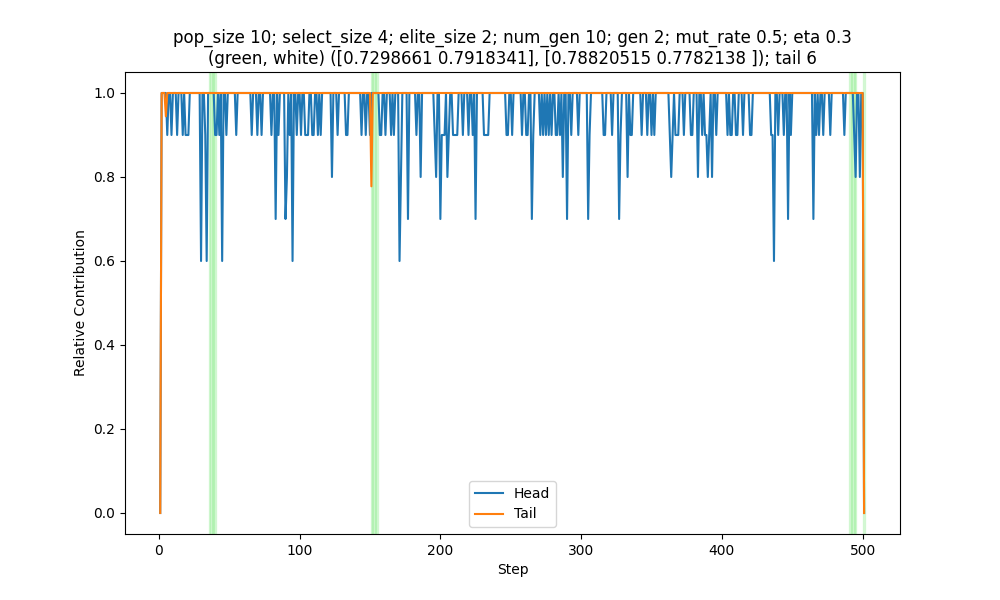 pop_size 10; select_size 4; elite_size 2; num_gen 10; gen 2; mut_rate 0.5; eta 0.3
(green, white) ([0.7298661 0.7918341], [0.78820515 0.7782138 ]); tail 6
1.0
0.8
0.6
0.4
0.2
0.0
Relative Contribution
Head
Tail
0 100 200 300 400 500
Step